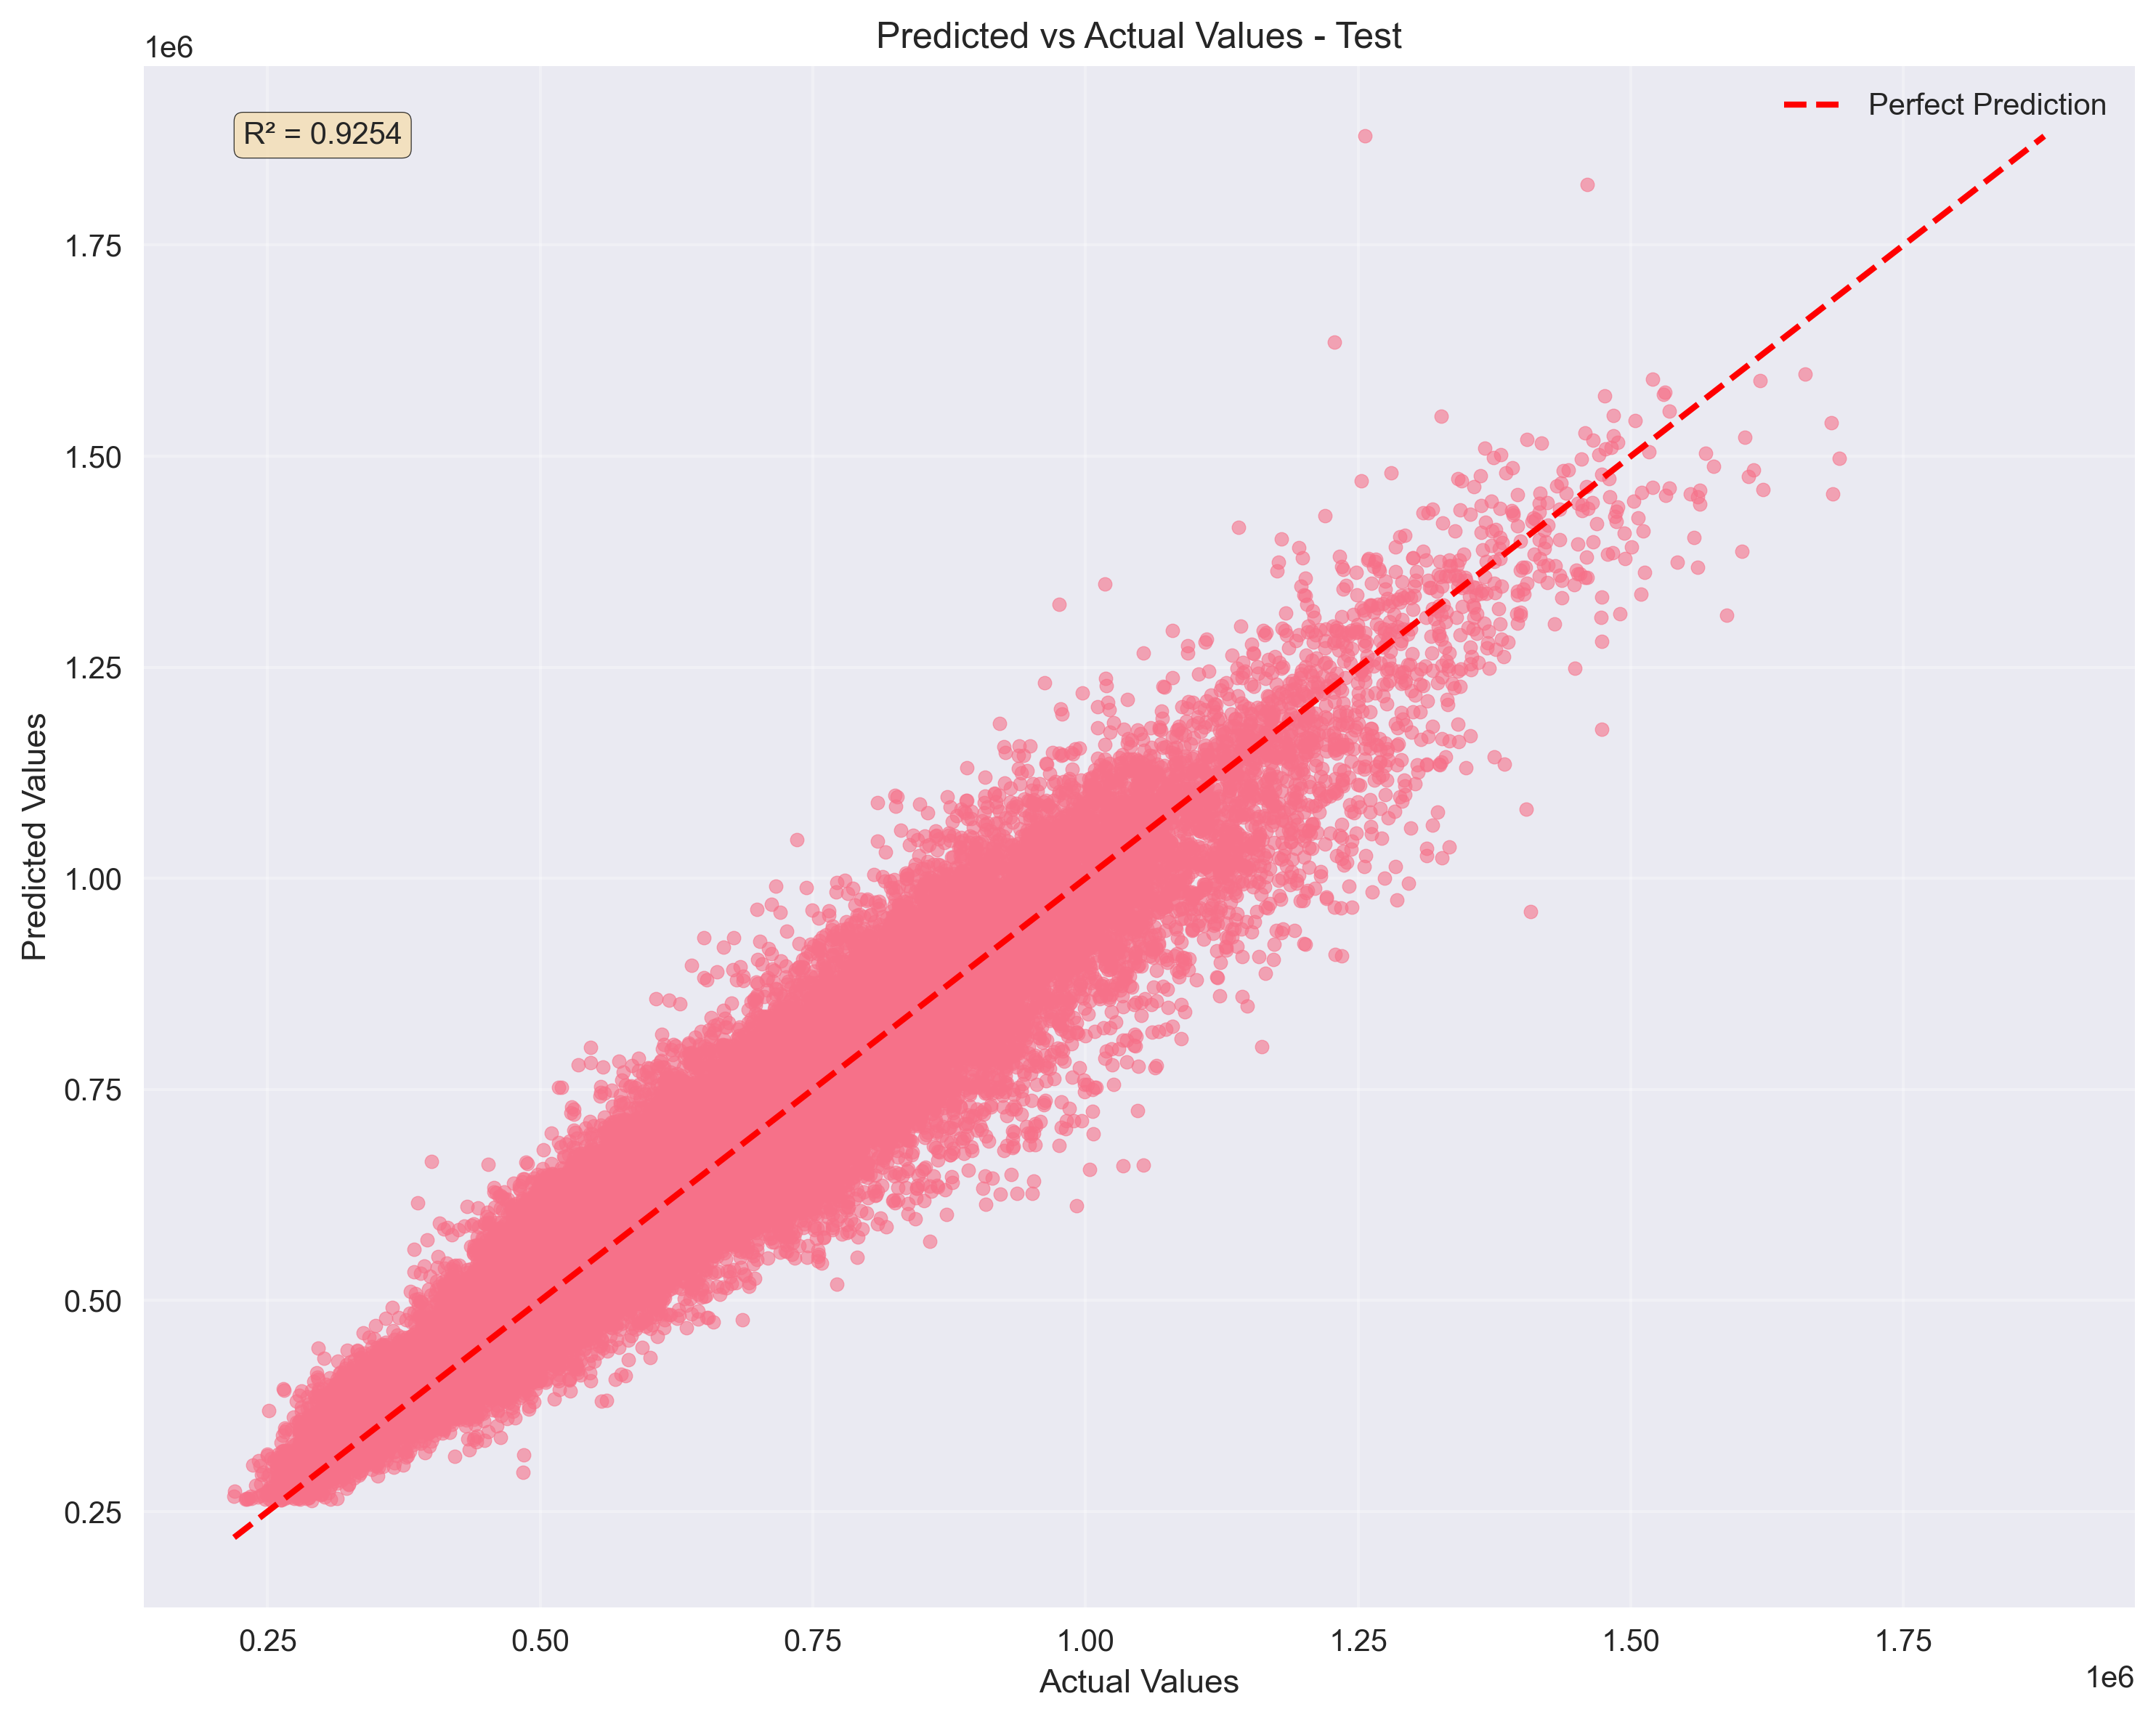 Predicted vs Actual Values - Test
1e6
R² = 0.9254
Perfect Prediction
1.75
1.50
1.25
1.00
0.75
0.50
0.25
Predicted Values
0.25 0.50 0.75 1.00 1.25 1.50 1.75
Actual Values
1e6